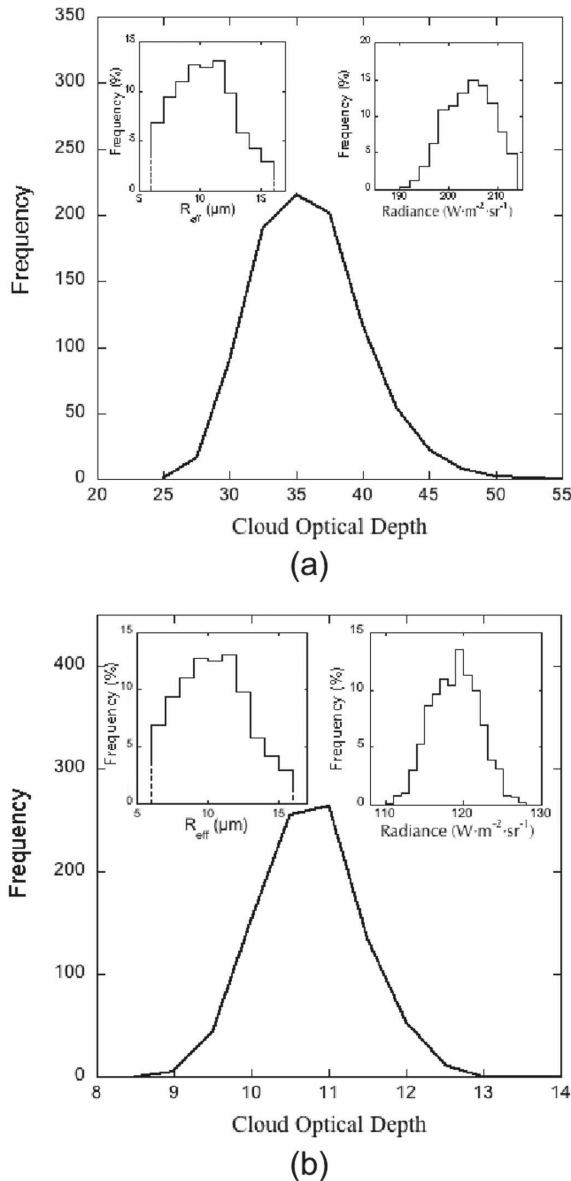 350
300
250
200
150
100
50
0
Frequency
20 25 30 35 40 45 50 55
Cloud Optical Depth
15
10
5
0
Frequency (%)
5 10 15
R_eff (µm)
20
15
10
5
0
Frequency (%)
190 200 210
Radiance (W·m⁻²·sr⁻¹)
(a)
400
300
200
100
0
Frequency
8 9 10 11 12 13 14
Cloud Optical Depth
15
10
5
0
Frequency (%)
5 10 15
R_eff (µm)
15
10
5
0
Frequency (%)
110 120 130
Radiance (W·m⁻²·sr⁻¹)
(b)